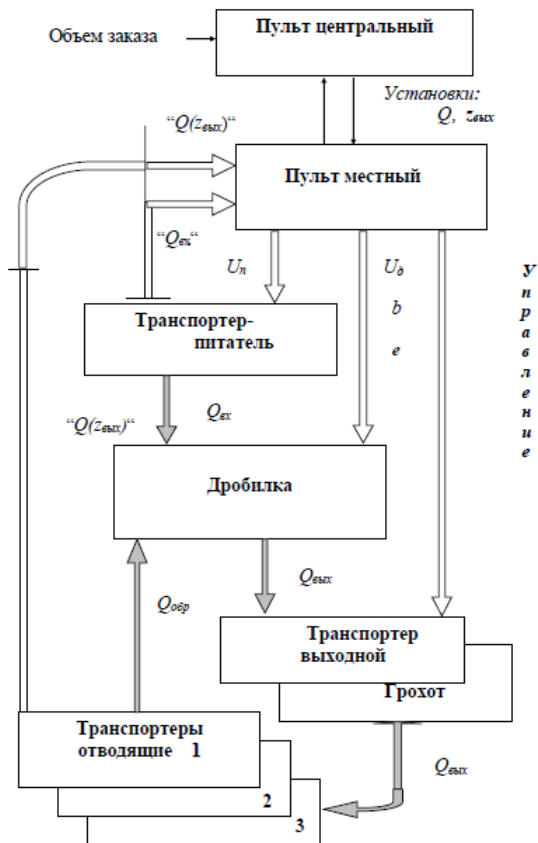 Объем заказа
Пульт центральный
Установки:
Q, zвых
“Q(zвых)“
Пульт местный
“Qвх“
Uп
Uд
b
e
Управление
Транспортер-
питатель
Qвх
“Q(zвых)“
Дробилка
Qвых
Qобр
Транспортер
выходной
Грохот
Транспортеры
отводящие 1
Qвых
2
3